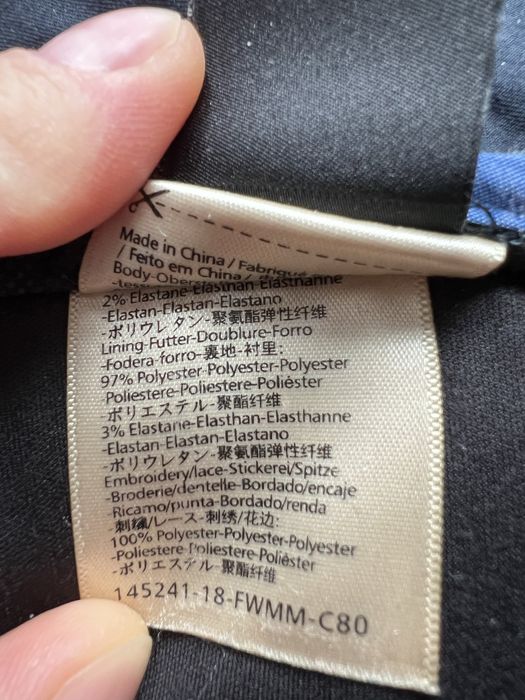 Made in China / Fabriqué
/ Feito em China /
Body-Ober
2% Elastane-Elasthan-Elasthanne
-Elastan-Elastan-Elastano
-ポリウレタン-聚氨酯弹性纤维
Lining-Futter-Doublure-Forro
-Fodera-forro-裏地-衬里:
97% Polyester-Polyester-Polyester
Poliestere-Poliestere-Poliéster
-ポリエステル-聚酯纤维
3% Elastane-Elasthan-Elasthanne
-Elastan-Elastan-Elastano
-ポリウレタン-聚氨酯弹性纤维
Embroidery/lace-Stickerei/Spitze
-Broderie/dentelle-Bordado/encaje
Ricamo/punta-Bordado/renda
-刺繍/レース-刺绣/花边:
100% Polyester-Polyester-Polyester
-Poliestere-Poliestere-Poliéster
-ポリエステル-聚酯纤维
145241-18-FWMM-C80